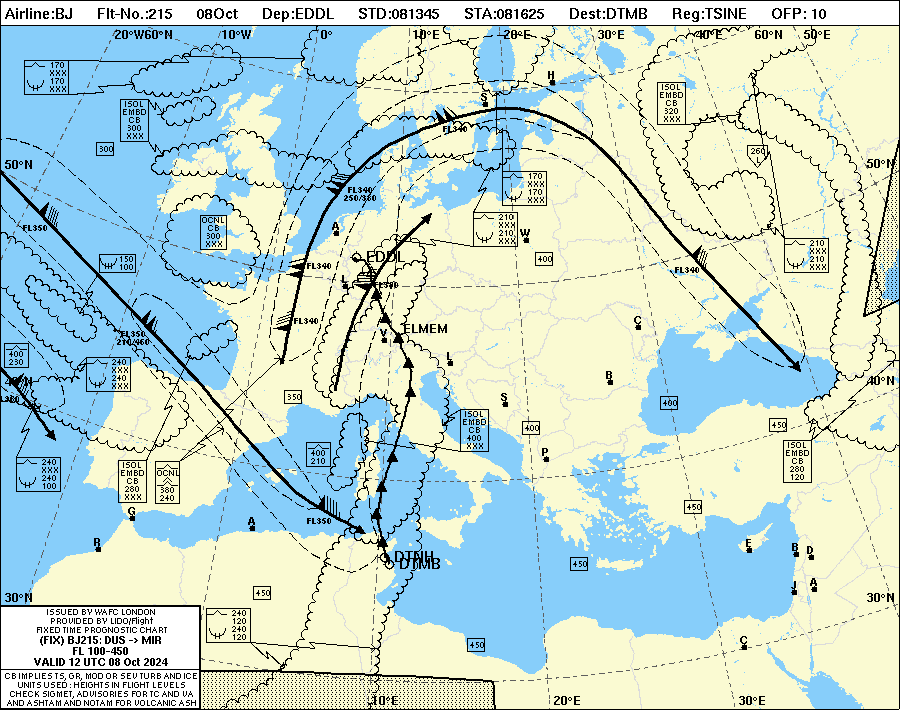 Airline:BJ Flt-No.:215 08Oct Dep:EDDL STD:081345 STA:081625 Dest:DTMB Reg:TSINE OFP: 10
20°W60°N 10°W 0° 10°E 20°E 30°E 40°E 60°N 50°E
170
XXX
170
XXX
ISOL
EMBD
CB
300
XXX
300
H
S
FL340
ISOL
EMBD
CB
320
XXX
260
50°N
50°N
FL340
250/380
170
XXX
170
XXX
FL350
OCNL
CB
300
XXX
A
210
XXX
210
XXX
W
210
XXX
210
XXX
150
100
EDDL
400
FL340
FL340
L
FL340
FL340
FL350
210/460
ELMEM
V
C
400
230
240
XXX
240
XXX
L
B
40°N
40°N
350
S
400
ISOL
EMBD
CB
400
XXX
400
450
400
210
P
ISOL
EMBD
CB
280
120
240
XXX
240
100
ISOL
EMBD
CB
280
XXX
OCNL
380
240
450
G
A
FL350
R
E
B
D
DTNH
DTMB
450
30°N
30°N
450
J
A
240
120
240
120
450
C
ISSUED BY WAFC LONDON
PROVIDED BY LIDO/Flight
FIXED TIME PROGNOSTIC CHART
(FIX) BJ215: DUS -> MIR
FL 100-450
VALID 12 UTC 08 Oct 2024
CB IMPLIES TS, GR, MOD OR SEV TURB AND ICE
UNITS USED : HEIGHTS IN FLIGHT LEVELS
CHECK SIGMET, ADVISORIES FOR TC AND VA
AND ASHTAM AND NOTAM FOR VOLCANIC ASH
10°E 20°E 30°E